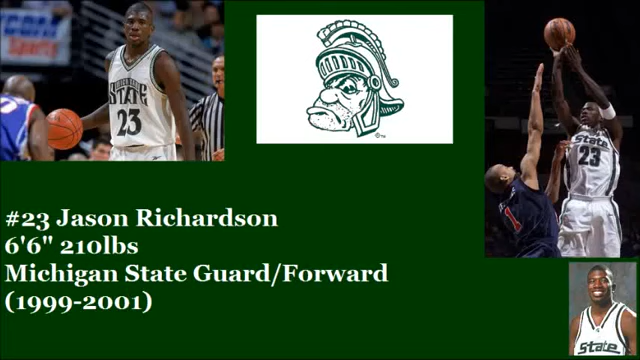 STATE
23
State
23
1
#23 Jason Richardson
6'6" 210lbs
Michigan State Guard/Forward
(1999-2001)
State